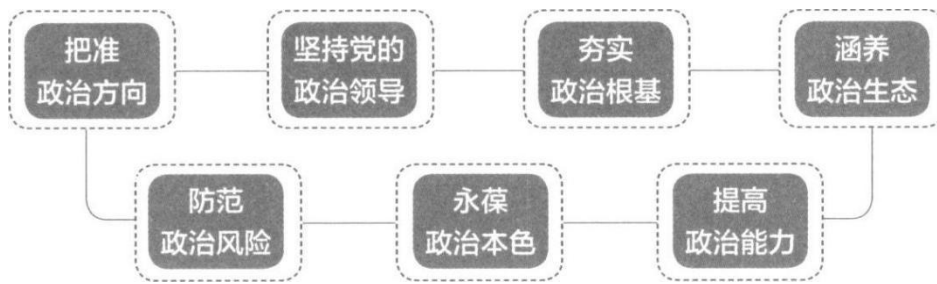 把准
政治方向
坚持党的
政治领导
夯实
政治根基
涵养
政治生态
防范
政治风险
永葆
政治本色
提高
政治能力